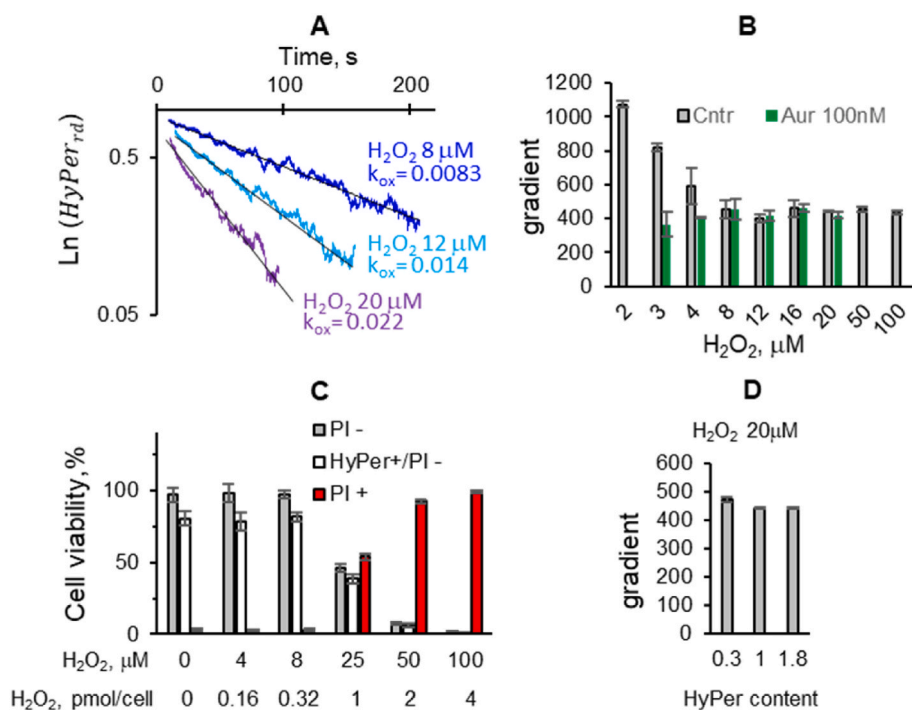 A
Time, s
0 100 200
Ln (HyPer_rd)
0.5
0.05
H₂O₂ 8 μM
k_ox= 0.0083
H₂O₂ 12 μM
k_ox= 0.014
H₂O₂ 20 μM
k_ox= 0.022
B
gradient
1200
1000
800
600
400
200
0
Cntr Aur 100nM
2 3 4 8 12 16 20 50 100
H₂O₂, μM
C
PI -
HyPer+/PI -
PI +
Cell viability,%
100
50
0
H₂O₂, μM 0 4 8 25 50 100
H₂O₂, pmol/cell 0 0.16 0.32 1 2 4
D
H₂O₂ 20μM
gradient
600
500
400
300
200
100
0
0.3 1 1.8
HyPer content